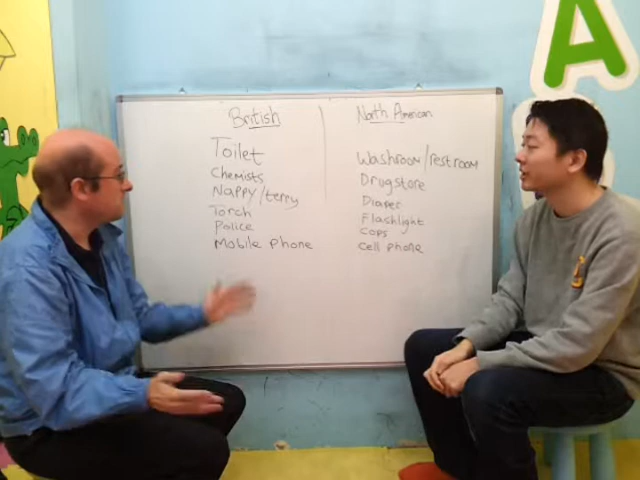 British North American
Toilet Washroom/restroom
Chemists Drugstore
Nappy/terry Diaper
Torch Flashlight
Police Cops
Mobile Phone Cell phone
A